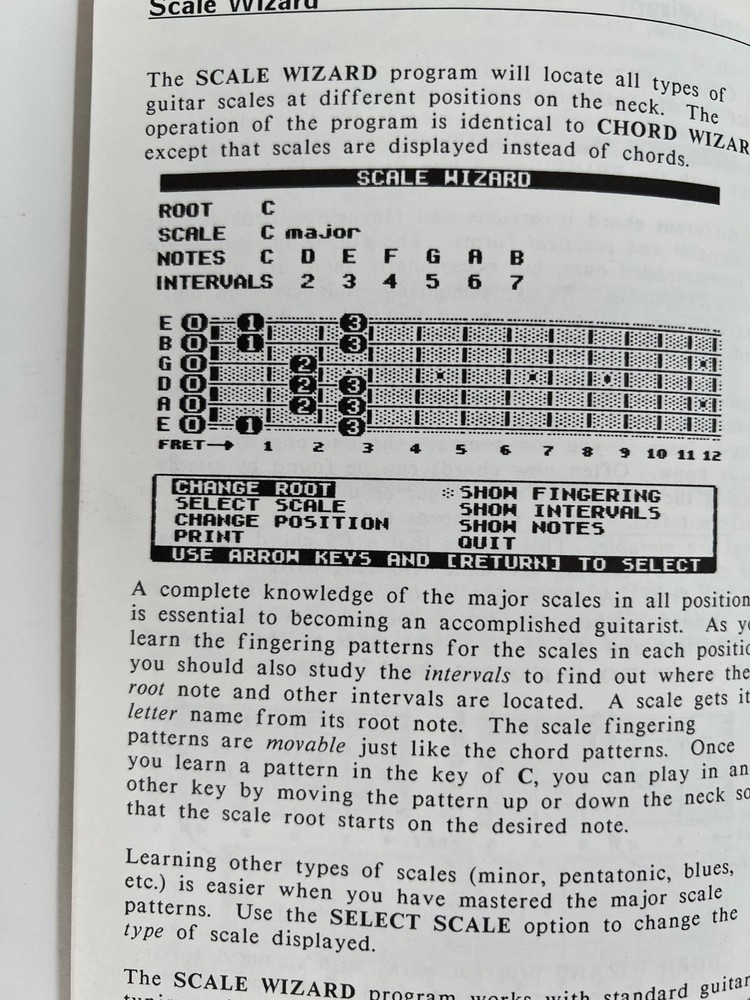 Scale Wizard
The SCALE WIZARD program will locate all types of
guitar scales at different positions on the neck. The
operation of the program is identical to CHORD WIZAR
except that scales are displayed instead of chords.
SCALE WIZARD
ROOT C
SCALE C major
NOTES C D E F G A B
INTERVALS 2 3 4 5 6 7
E 0 1 3
B 0 1 3
G 0 2
D 0 2 3
A 0 2 3
E 0 1 3
FRET→ 1 2 3 4 5 6 7 8 9 10 11 12
CHANGE ROOT ※SHOW FINGERING
SELECT SCALE SHOW INTERVALS
CHANGE POSITION SHOW NOTES
PRINT QUIT
USE ARROW KEYS AND [RETURN] TO SELECT
A complete knowledge of the major scales in all position
is essential to becoming an accomplished guitarist. As y
learn the fingering patterns for the scales in each positio
you should also study the intervals to find out where the
root note and other intervals are located. A scale gets it
letter name from its root note. The scale fingering
patterns are movable just like the chord patterns. Once
you learn a pattern in the key of C, you can play in an
other key by moving the pattern up or down the neck so
that the scale root starts on the desired note.
Learning other types of scales (minor, pentatonic, blues,
etc.) is easier when you have mastered the major scale
patterns. Use the SELECT SCALE option to change the
type of scale displayed.
The SCALE WIZARD program works with standard guitar